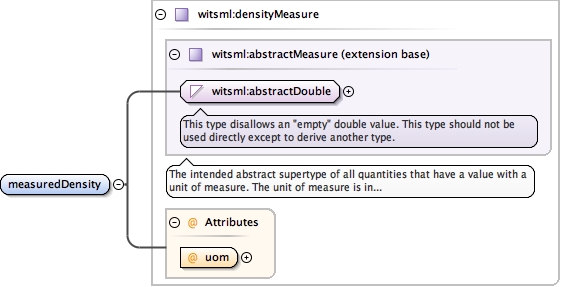 witsml:densityMeasure
witsml:abstractMeasure (extension base)
witsml:abstractDouble
This type disallows an "empty" double value. This type should not be
used directly except to derive another type.
The intended abstract supertype of all quantities that have a value with a
unit of measure. The unit of measure is in...
measuredDensity
@ Attributes
@ uom